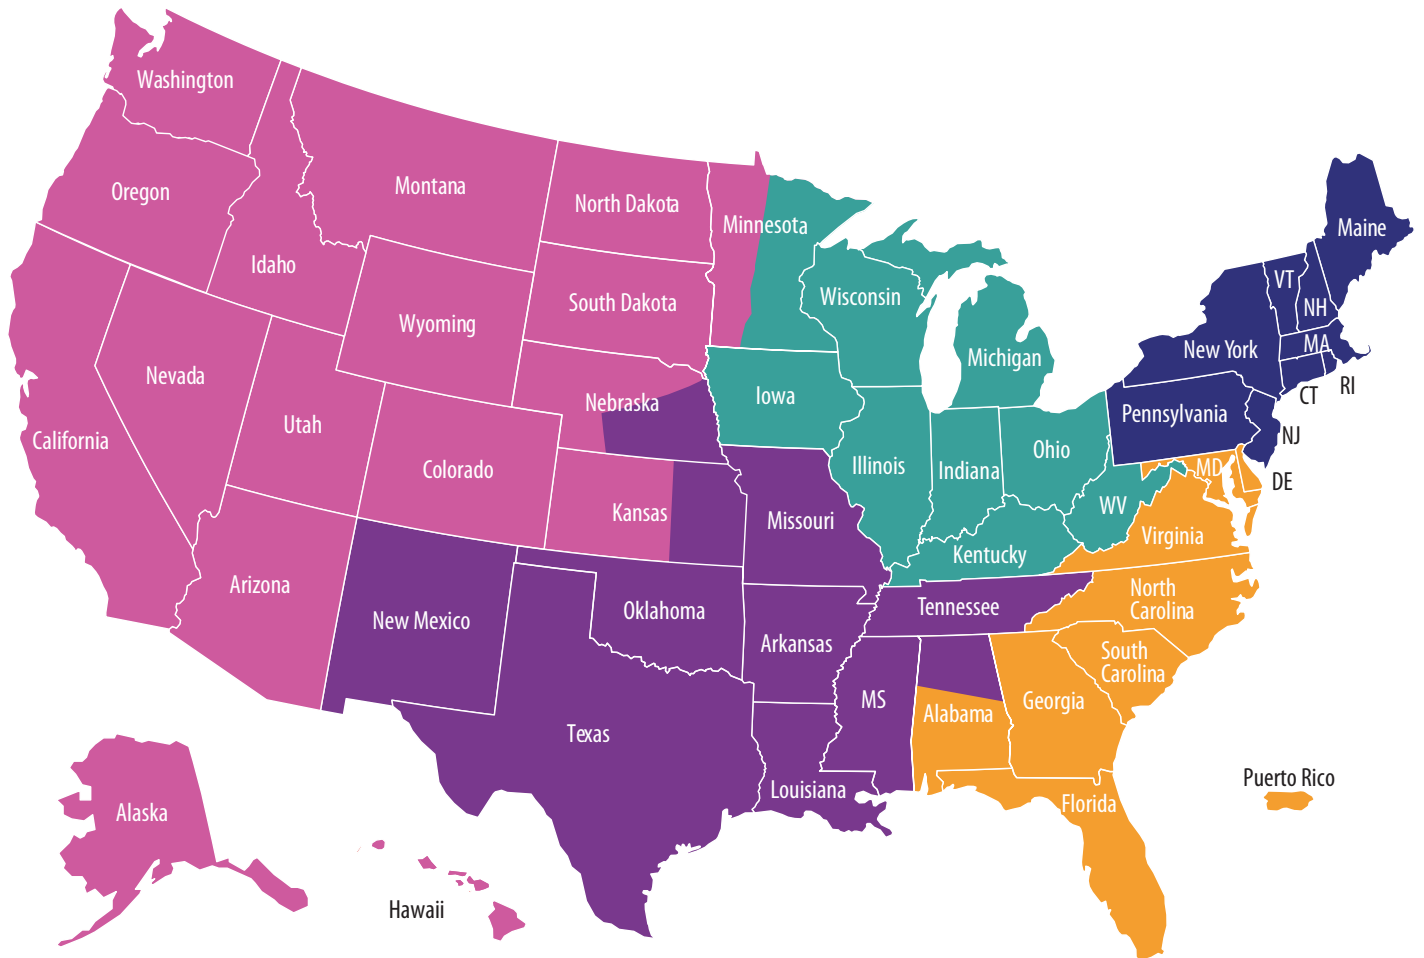 Washington
Oregon
Idaho
Montana
North Dakota
Minnesota
South Dakota
Wyoming
Nebraska
Nevada
Utah
California
Colorado
Kansas
Arizona
New Mexico
Oklahoma
Texas
Wisconsin
Michigan
Iowa
Illinois
Indiana
Ohio
WV
Kentucky
Missouri
Tennessee
Arkansas
MS
Louisiana
Alabama
Georgia
Florida
South
Carolina
North
Carolina
Virginia
MD
DE
Pennsylvania
NJ
New York
CT
RI
MA
VT
NH
Maine
Puerto Rico
Alaska
Hawaii